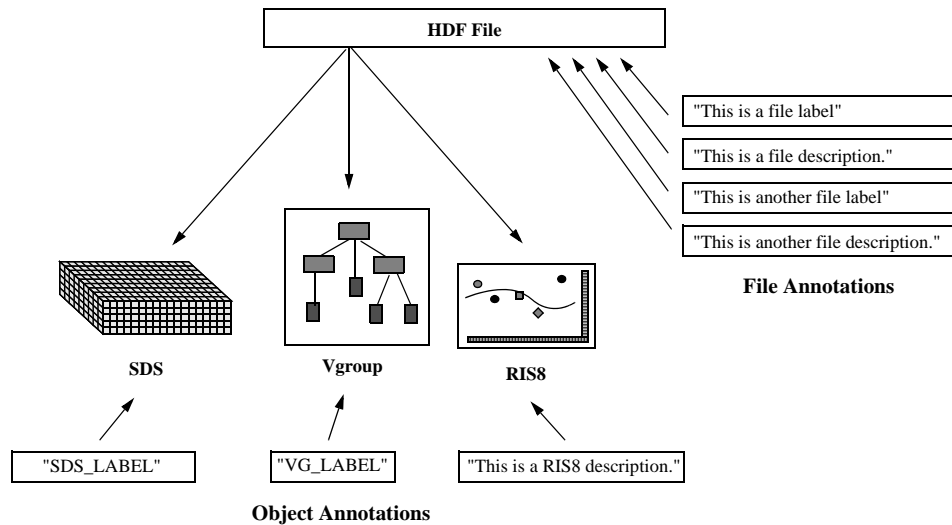 HDF File
"This is a file label"
"This is a file description."
"This is another file label"
"This is another file description."
File Annotations
SDS
Vgroup
RIS8
"SDS_LABEL"
"VG_LABEL"
"This is a RIS8 description."
Object Annotations